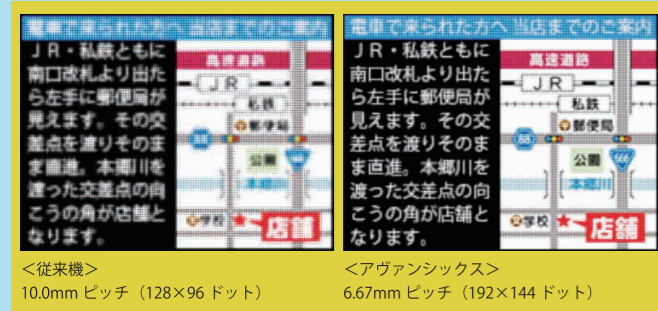 電車で来られた方へ 当店までのご案内
JR・私鉄ともに
南口改札より出た
ら左手に郵便局が
見えます。その交
差点を渡りそのま
ま直進。本郷川を
渡った交差点の向
こうの角が店舗と
なります。
高速道路
JR
私鉄
郵便局
88
公園
本郷川
学校
店舗
<従来機>
10.0mm ピッチ(128×96 ドット)
電車で来られた方へ 当店までのご案内
JR・私鉄ともに
南口改札より出た
ら左手に郵便局が
見えます。その交
差点を渡りそのま
ま直進。本郷川を
渡った交差点の向
こうの角が店舗と
なります。
高速道路
JR
私鉄
郵便局
88
公園
666
本郷川
学校
店舗
<アヴァンシックス>
6.67mm ピッチ(192×144 ドット)